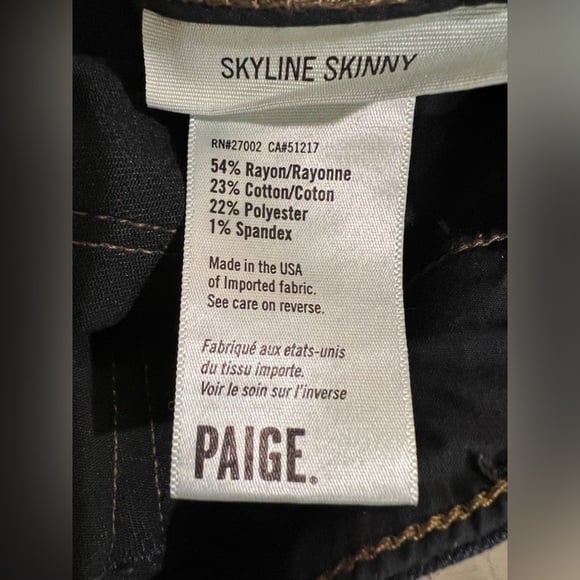 SKYLINE SKINNY
RN#27002 CA#51217
54% Rayon/Rayonne
23% Cotton/Coton
22% Polyester
1% Spandex
Made in the USA
of Imported fabric.
See care on reverse.
Fabriqué aux etats-unis
du tissu importe.
Voir le soin sur l'inverse
PAIGE.